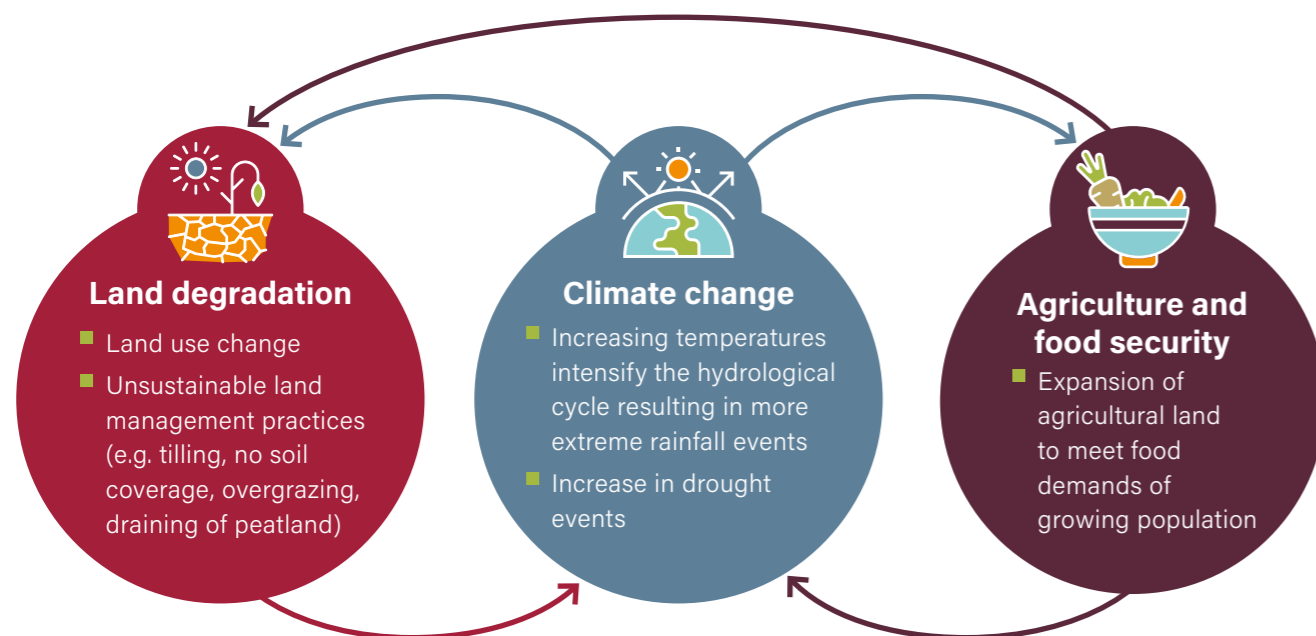 Land degradation
Land use change
Unsustainable land
management practices
(e.g. tilling, no soil
coverage, overgrazing,
draining of peatland)
Climate change
Increasing temperatures
intensify the hydrological
cycle resulting in more
extreme rainfall events
Increase in drought
events
Agriculture and
food security
Expansion of
agricultural land
to meet food
demands of
growing population